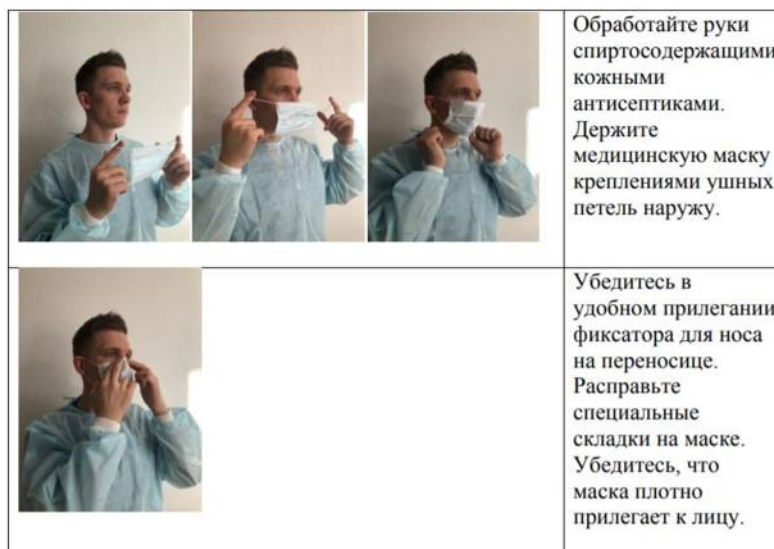 Обработайте руки
спиртосодержащими
кожными
антисептиками.
Держите
медицинскую маску
креплениями ушных
петель наружу.
Убедитесь в
удобном прилегании
фиксатора для носа
на переносице.
Расправьте
специальные
складки на маске.
Убедитесь, что
маска плотно
прилегает к лицу.